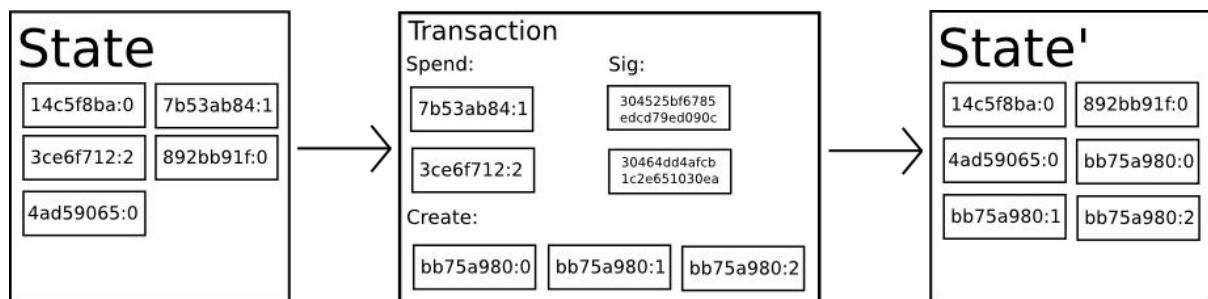 State
14c5f8ba:0 7b53ab84:1
3ce6f712:2 892bb91f:0
4ad59065:0
Transaction
Spend: Sig:
7b53ab84:1
304525bf6785
edcd79ed090c
3ce6f712:2
30464dd4afcb
1c2e651030ea
Create:
bb75a980:0 bb75a980:1 bb75a980:2
State'
14c5f8ba:0 892bb91f:0
4ad59065:0 bb75a980:0
bb75a980:1 bb75a980:2